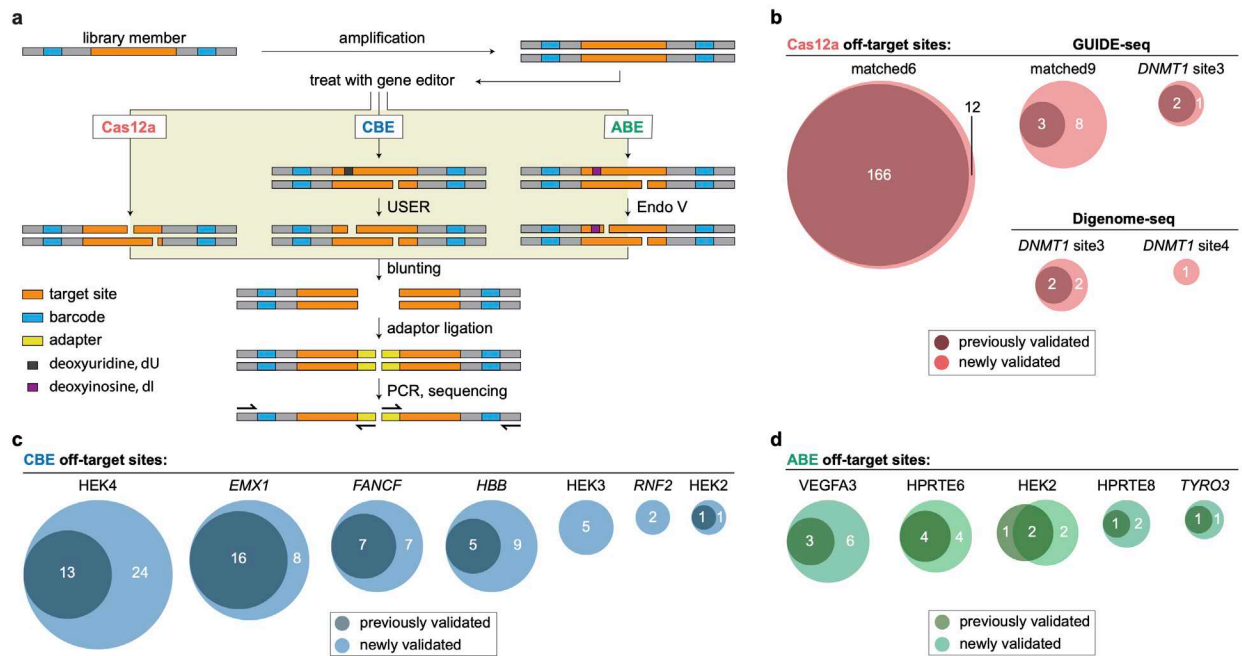 a
library member
amplification
treat with gene editor
Cas12a
CBE
ABE
USER
Endo V
blunting
adaptor ligation
PCR, sequencing
target site
barcode
adapter
deoxyuridine, dU
deoxyinosine, dI
b
Cas12a off-target sites:
GUIDE-seq
matched6
matched9
DNMT1 site3
12
166
3
8
2
1
Digenome-seq
DNMT1 site3
DNMT1 site4
2
2
1
previously validated
newly validated
c
CBE off-target sites:
HEK4
EMX1
FANCF
HBB
HEK3
RNF2
HEK2
13
24
16
8
7
7
5
9
5
2
1
1
previously validated
newly validated
d
ABE off-target sites:
VEGFA3
HPRTE6
HEK2
HPRTE8
TYRO3
3
6
4
4
1
2
2
1
2
1
1
previously validated
newly validated